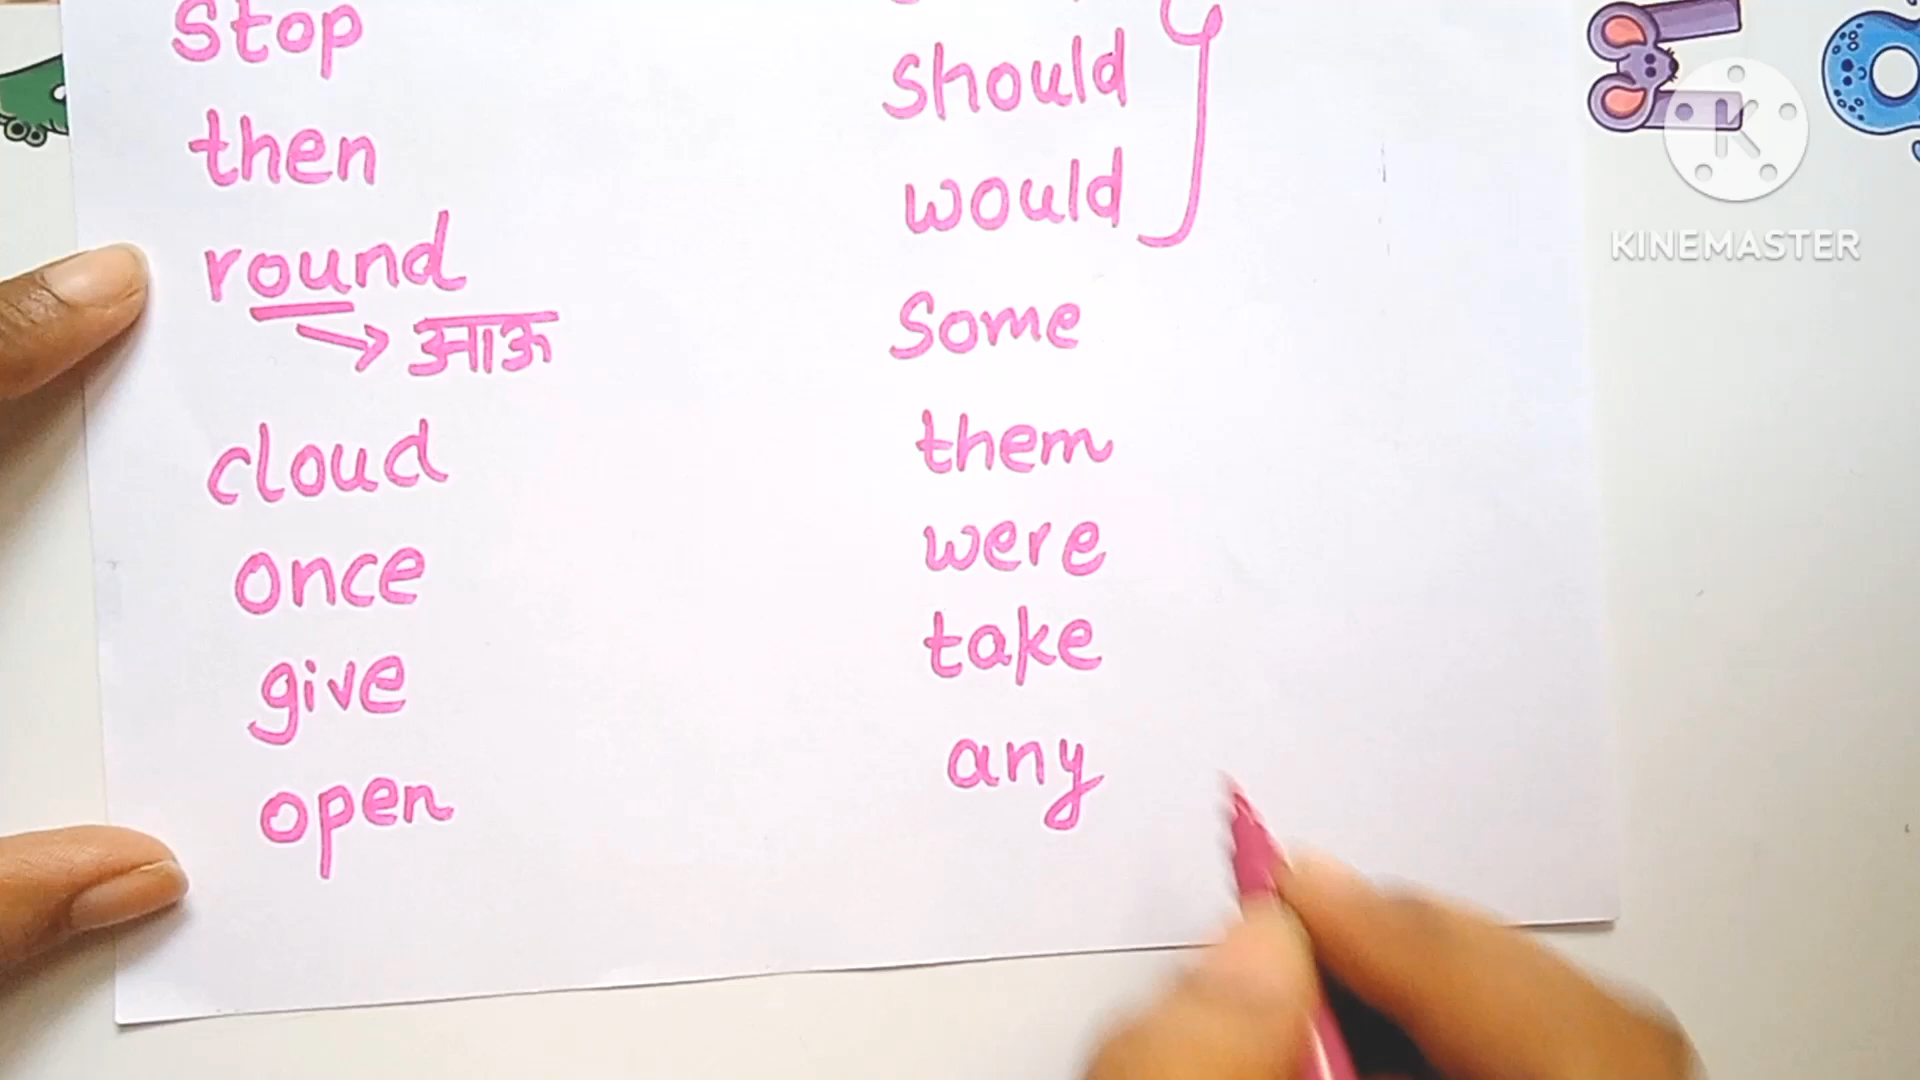 Stop
then
round
→ आऊ
cloud
once
give
open
should
would
Some
them
were
take
any
KINEMASTER